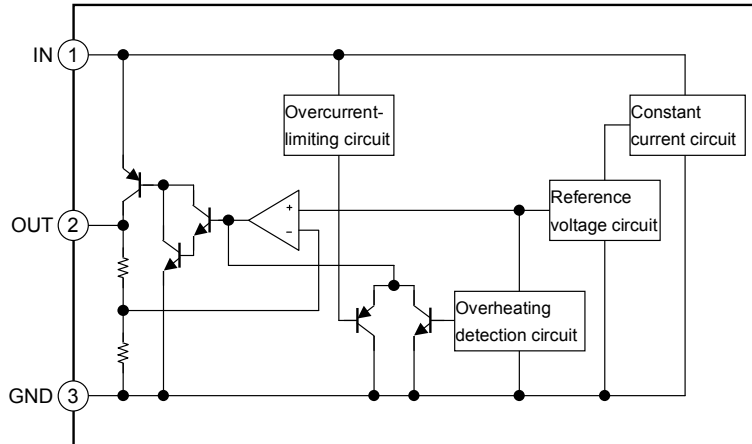 IN 1
Overcurrent-
limiting circuit
Constant
current circuit
Reference
voltage circuit
OUT 2
+
−
Overheating
detection circuit
GND 3